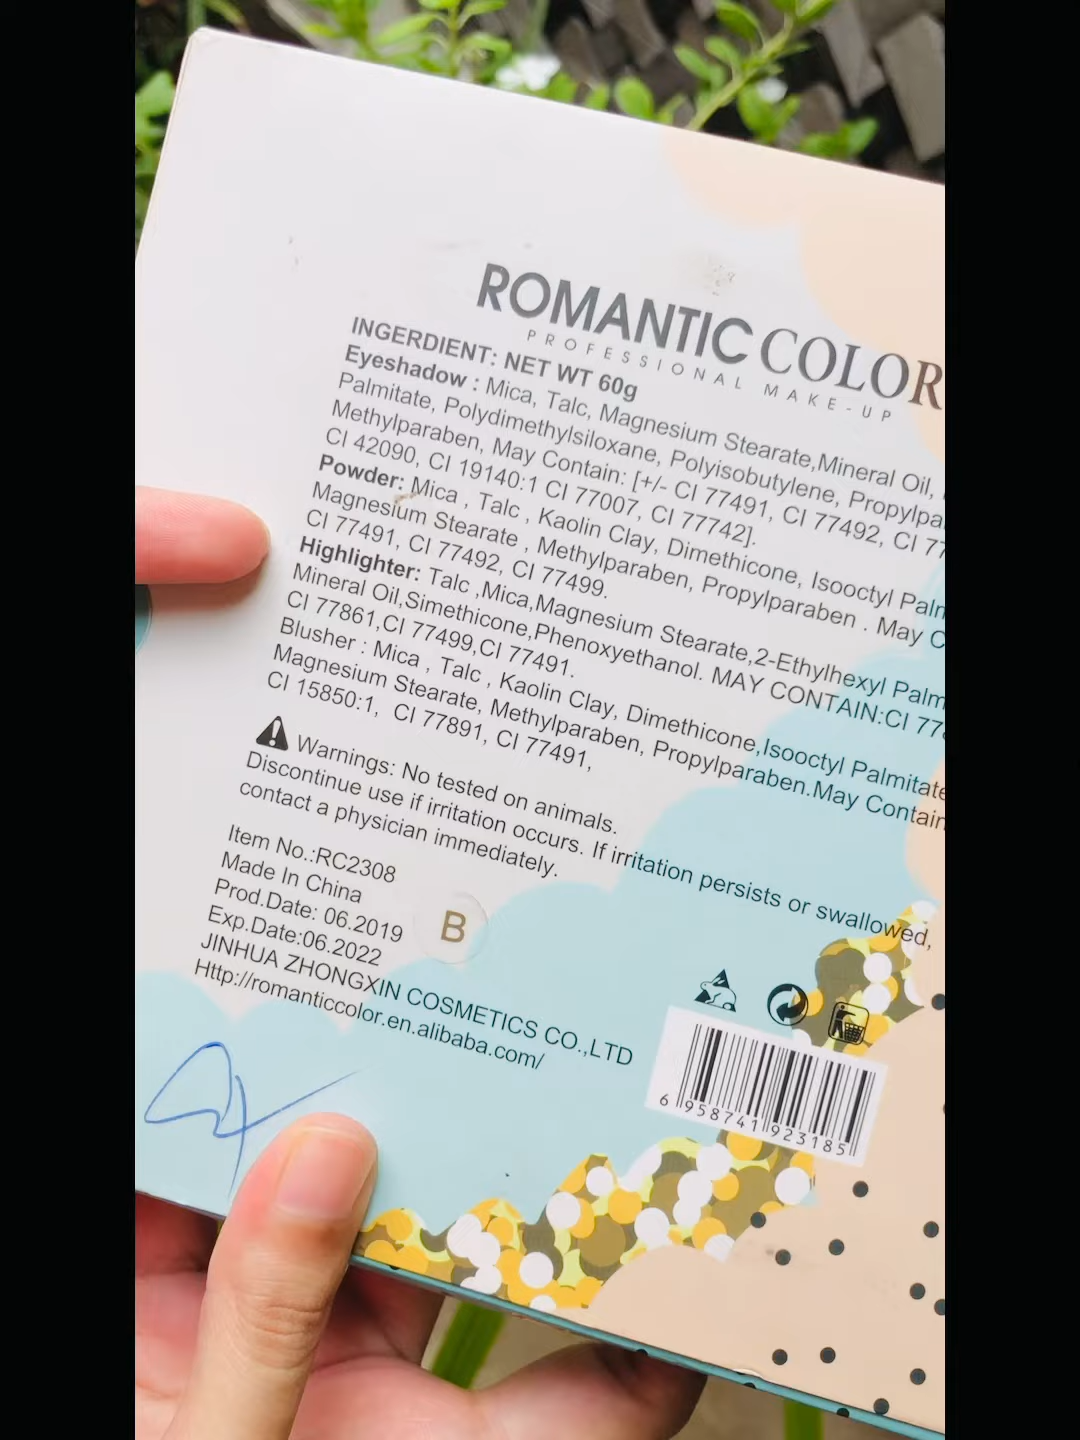 ROMANTIC COLOR
PROFESSIONAL MAKE-UP
INGERDIENT: NET WT 60g
Eyeshadow : Mica, Talc, Magnesium Stearate,Mineral Oil,
Palmitate, Polydimethylsiloxane, Polyisobutylene, Propylpa
Methylparaben, May Contain: [+/- CI 77491, CI 77492, CI 77
CI 42090, CI 19140:1 CI 77007, CI 77742].
Powder: Mica , Talc , Kaolin Clay, Dimethicone, Isooctyl Palm
Magnesium Stearate , Methylparaben, Propylparaben . May C
CI 77491, CI 77492, CI 77499.
Highlighter: Talc ,Mica,Magnesium Stearate,2-Ethylhexyl Palm
Mineral Oil,Simethicone,Phenoxyethanol. MAY CONTAIN:CI 77
CI 77861,CI 77499,CI 77491.
Blusher : Mica , Talc , Kaolin Clay, Dimethicone,Isooctyl Palmitate
Magnesium Stearate, Methylparaben, Propylparaben.May Contain
CI 15850:1, CI 77891, CI 77491,
Warnings: No tested on animals.
Discontinue use if irritation occurs. If irritation persists or swallowed,
contact a physician immediately.
Item No.:RC2308
Made In China
Prod.Date: 06.2019
Exp.Date:06.2022
B
JINHUA ZHONGXIN COSMETICS CO.,LTD
Http://romanticcolor.en.alibaba.com/
6 958741 923185